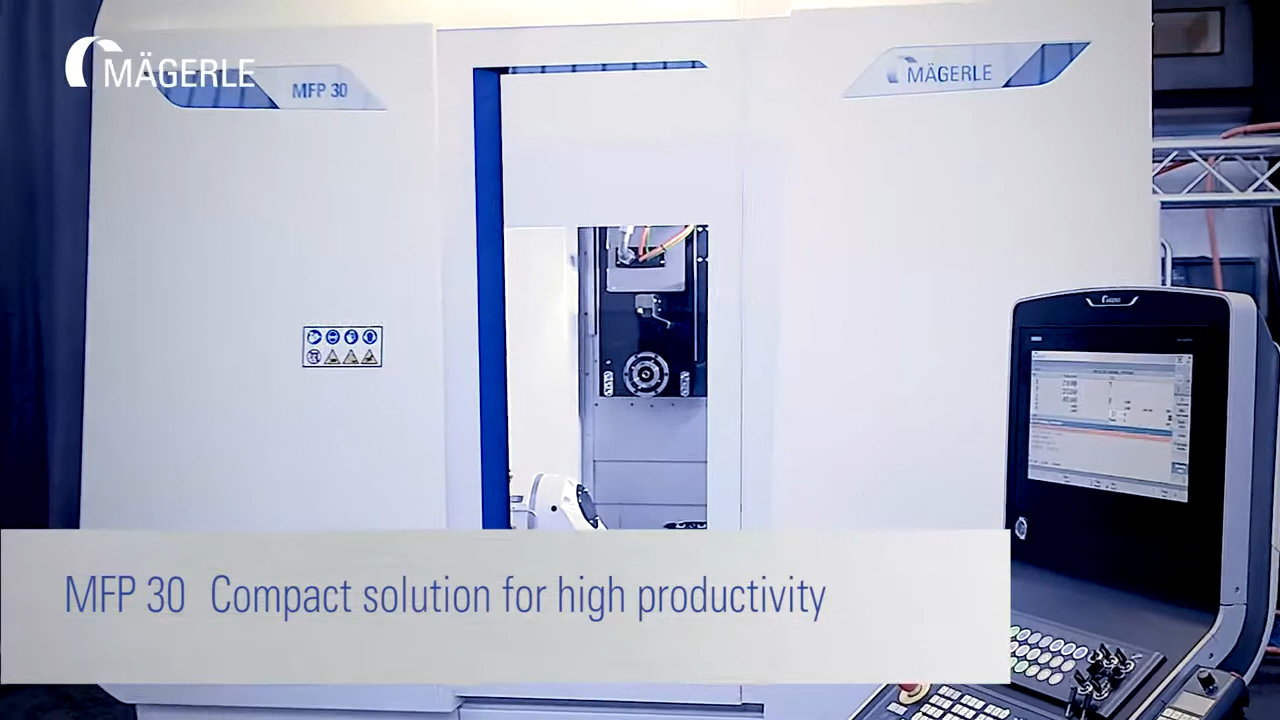 MÄGERLE
MFP 30
MÄGERLE
MFP 30 Compact solution for high productivity